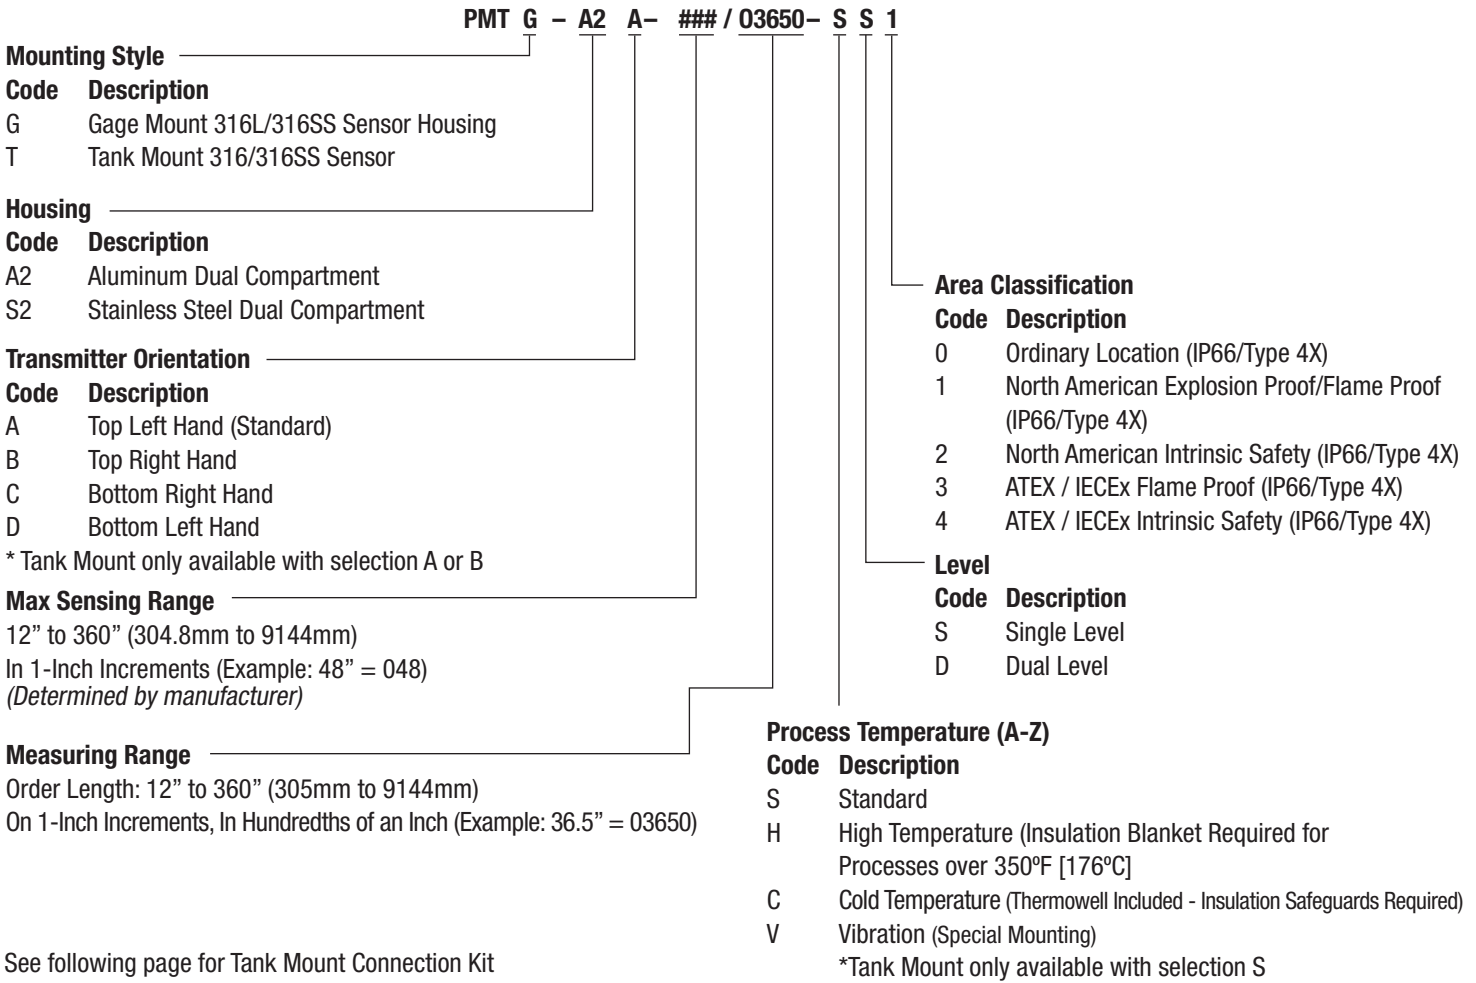 PMT G – A2 A– ### / 03650– S S 1
Mounting Style
Code Description
G Gage Mount 316L/316SS Sensor Housing
T Tank Mount 316/316SS Sensor
Housing
Code Description
A2 Aluminum Dual Compartment
S2 Stainless Steel Dual Compartment
Transmitter Orientation
Code Description
A Top Left Hand (Standard)
B Top Right Hand
C Bottom Right Hand
D Bottom Left Hand
* Tank Mount only available with selection A or B
Max Sensing Range
12” to 360” (304.8mm to 9144mm)
In 1-Inch Increments (Example: 48” = 048)
(Determined by manufacturer)
Measuring Range
Order Length: 12” to 360” (305mm to 9144mm)
On 1-Inch Increments, In Hundredths of an Inch (Example: 36.5” = 03650)
See following page for Tank Mount Connection Kit
Area Classification
Code Description
0 Ordinary Location (IP66/Type 4X)
1 North American Explosion Proof/Flame Proof
(IP66/Type 4X)
2 North American Intrinsic Safety (IP66/Type 4X)
3 ATEX / IECEx Flame Proof (IP66/Type 4X)
4 ATEX / IECEx Intrinsic Safety (IP66/Type 4X)
Level
Code Description
S Single Level
D Dual Level
Process Temperature (A-Z)
Code Description
S Standard
H High Temperature (Insulation Blanket Required for
Processes over 350ºF [176ºC]
C Cold Temperature (Thermowell Included - Insulation Safeguards Required)
V Vibration (Special Mounting)
*Tank Mount only available with selection S